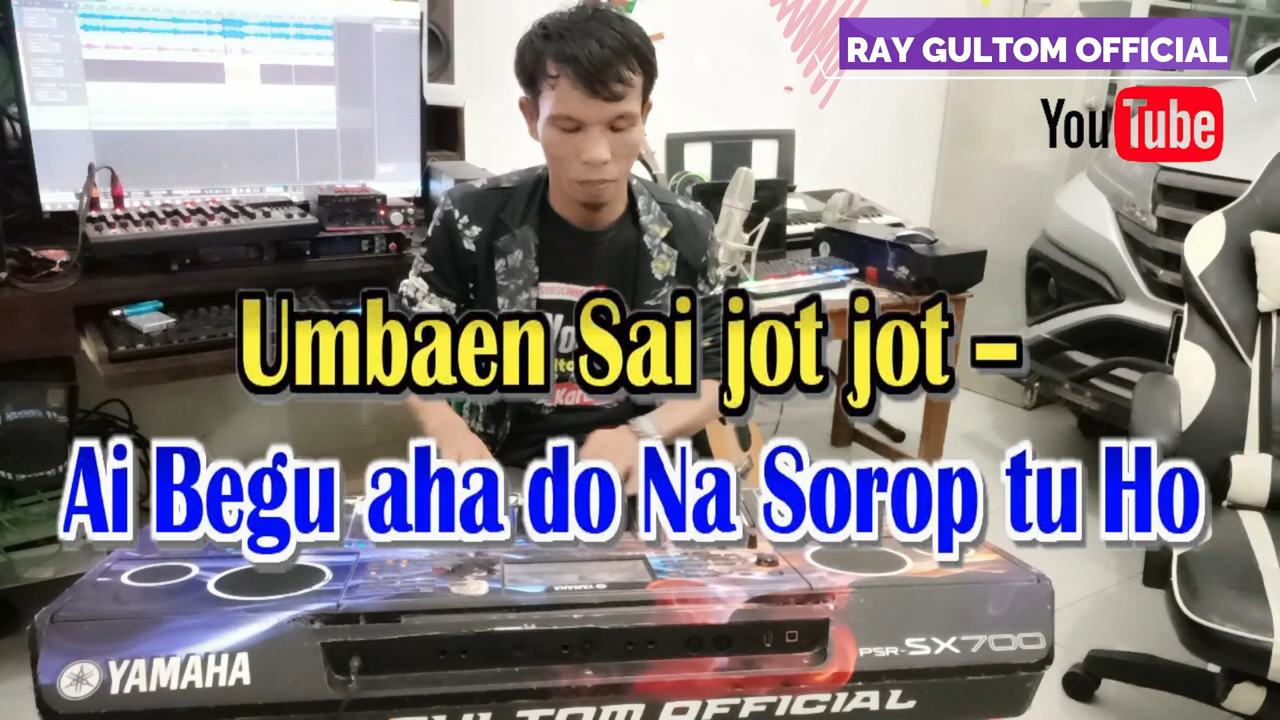 RAY GULTOM OFFICIAL
YouTube
Umbaen Sai jot jot –
Ai Begu aha do Na Sorop tu Ho
YAMAHA
YAMAHA
PSR-SX700
GULTOM OFFICIAL